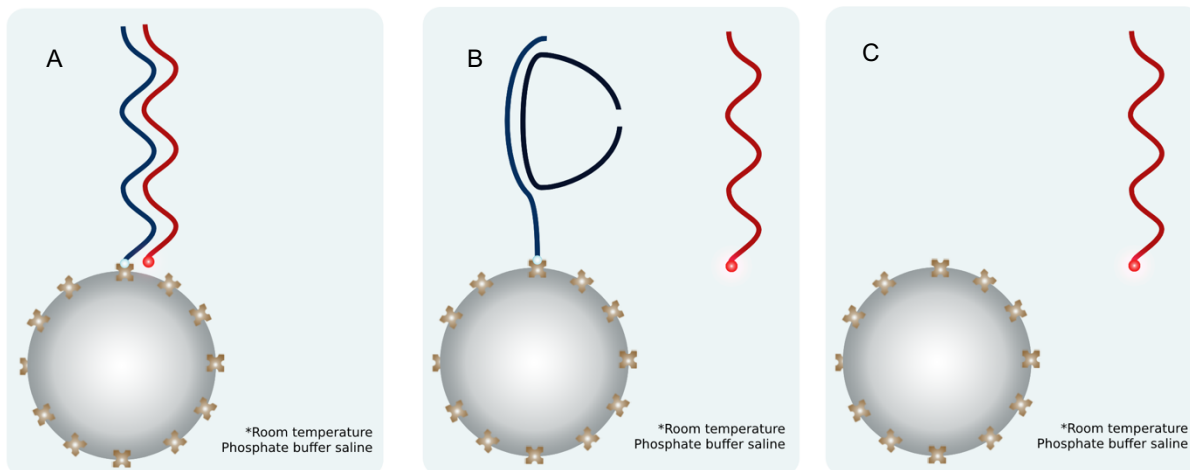 A
*Room temperature
Phosphate buffer saline
B
*Room temperature
Phosphate buffer saline
C
*Room temperature
Phosphate buffer saline